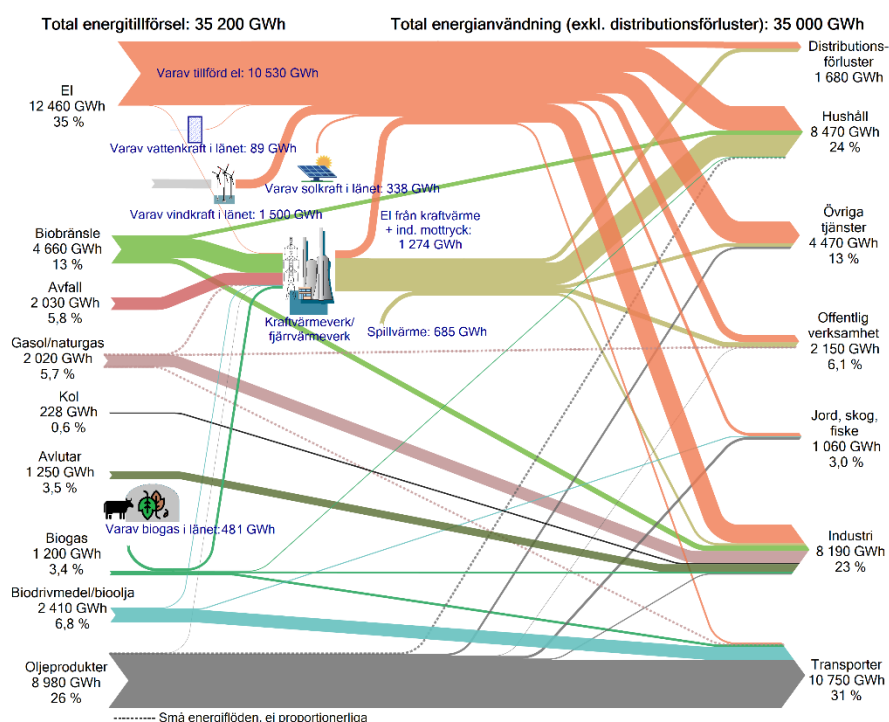 Total energitillförsel: 35 200 GWh
Total energianvändning (exkl. distributionsförluster): 35 000 GWh
El
12 460 GWh
35 %
Varav tillförd el: 10 530 GWh
Varav vattenkraft i länet: 89 GWh
Varav solkraft i länet: 338 GWh
Varav vindkraft i länet: 1 500 GWh
El från kraftvärme
+ ind. mottryck:
1 274 GWh
Biobränsle
4 660 GWh
13 %
Avfall
2 030 GWh
5,8 %
Kraftvärmeverk/
fjärrvärmeverk
Spillvärme: 685 GWh
Gasol/naturgas
2 020 GWh
5,7 %
Kol
228 GWh
0,6 %
Avlutar
1 250 GWh
3,5 %
Varav biogas i länet:481 GWh
Biogas
1 200 GWh
3,4 %
Biodrivmedel/bioolja
2 410 GWh
6,8 %
Oljeprodukter
8 980 GWh
26 %
Små energiflöden, ej proportionerliga
Distributions-
förluster
1 680 GWh
Hushåll
8 470 GWh
24 %
Övriga
tjänster
4 470 GWh
13 %
Offentlig
verksamhet
2 150 GWh
6,1 %
Jord, skog,
fiske
1 060 GWh
3,0 %
Industri
8 190 GWh
23 %
Transporter
10 750 GWh
31 %